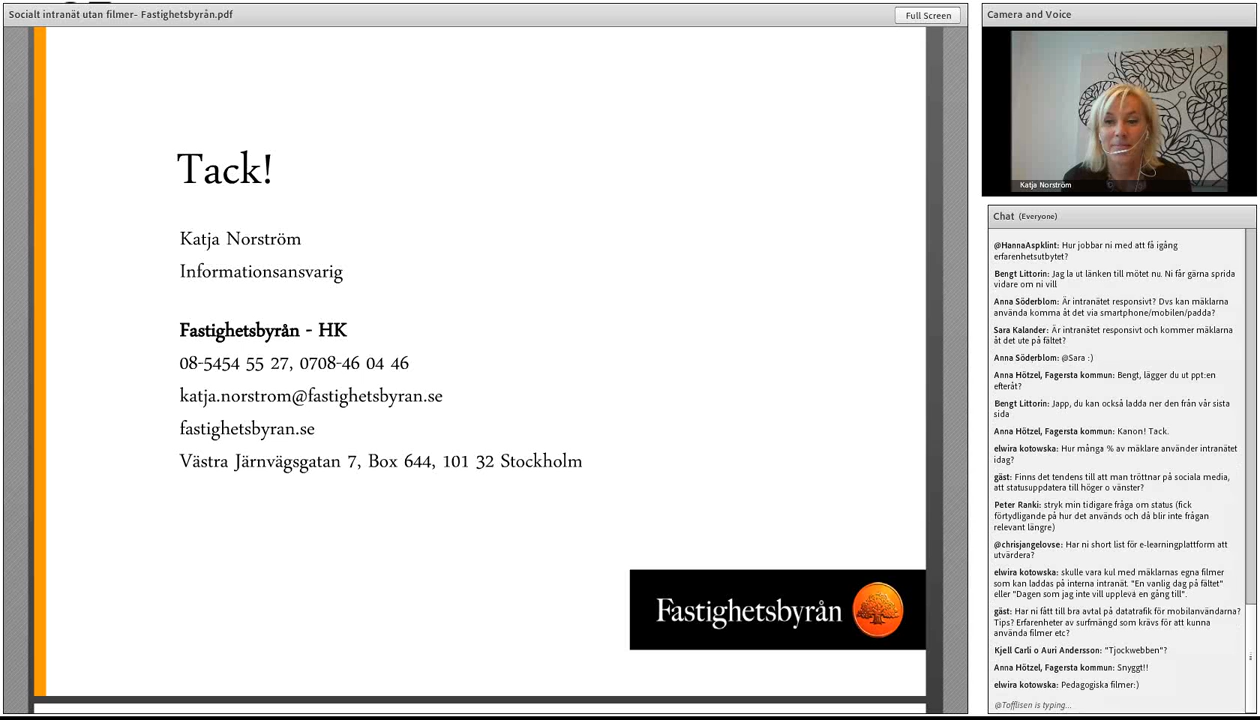 Socialt intranät utan filmer- Fastighetsbyrån.pdf
Full Screen
Tack!
Katja Norström
Informationsansvarig
Fastighetsbyrån - HK
08-5454 55 27, 0708-46 04 46
katja.norstrom@fastighetsbyran.se
fastighetsbyran.se
Västra Järnvägsgatan 7, Box 644, 101 32 Stockholm
Fastighetsbyrån
Camera and Voice
Katja Norström
Chat (Everyone)
@HannaAspklint: Hur jobbar ni med att få igång
erfarenhetsutbytet?
Bengt Littorin: Jag la ut länken till mötet nu. Ni får gärna sprida
vidare om ni vill
Anna Söderblom: Är intranätet responsivt? Dvs kan mäklarna
använda komma åt det via smartphone/mobilen/padda?
Sara Kalander: Är intranätet responsivt och kommer mäklarna
åt det ute på fältet?
Anna Söderblom: @Sara :)
Anna Hötzel, Fagersta kommun: Bengt, lägger du ut ppt:en
efteråt?
Bengt Littorin: Japp, du kan också ladda ner den från vår sista
sida
Anna Hötzel, Fagersta kommun: Kanon! Tack.
elwira kotowska: Hur många % av mäklare använder intranätet
idag?
gäst: Finns det tendens till att man tröttnar på sociala media,
att statusuppdatera till höger o vänster?
Peter Ranki: stryk min tidigare fråga om status (fick
förtydligande på hur det används och då blir inte frågan
relevant längre)
@chrisjangelovse: Har ni short list för e-learningplattform att
utvärdera?
elwira kotowska: skulle vara kul med mäklarnas egna filmer
som kan laddas på interna intranät. "En vanlig dag på fältet"
eller "Dagen som jag inte vill uppleva en gång till".
gäst: Har ni fått till bra avtal på datatrafik för mobilanvändarna?
Tips? Erfarenheter av surfmängd som krävs för att kunna
använda filmer etc?
Kjell Carli o Auri Andersson: "Tjockwebben"?
Anna Hötzel, Fagersta kommun: Snyggt!!
elwira kotowska: Pedagogiska filmer:)
@Tofflisen is typing...